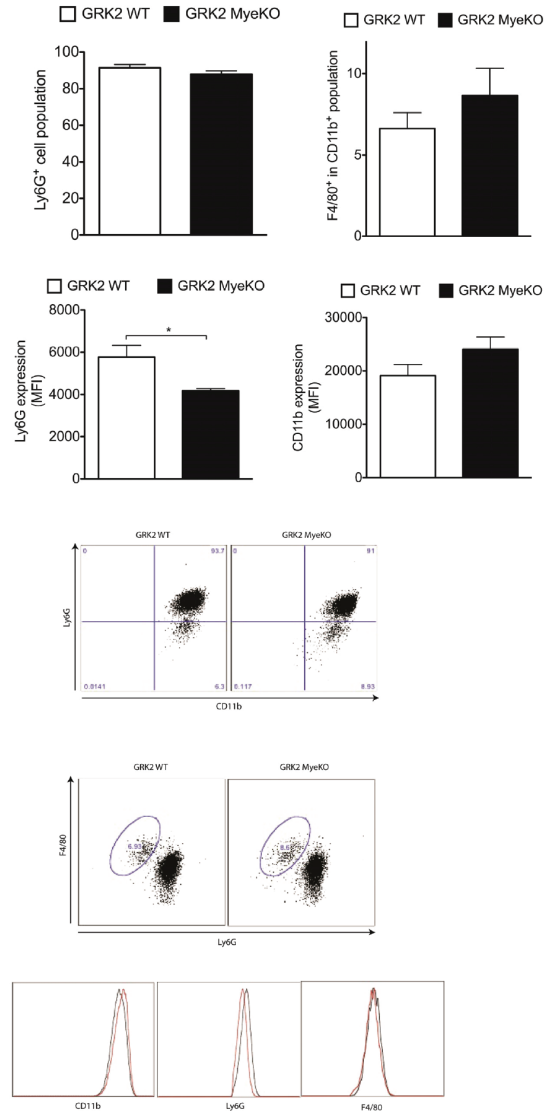 GRK2 WT GRK2 MyeKO
100
80
60
40
20
0
Ly6G+ cell population
GRK2 WT GRK2 MyeKO
10
5
0
F4/80+ in CD11b+ population
GRK2 WT GRK2 MyeKO
8000
6000
4000
2000
0
Ly6G expression
(MFI)
*
GRK2 WT GRK2 MyeKO
30000
20000
10000
0
CD11b expression
(MFI)
GRK2 WT GRK2 MyeKO
0 93.7 0 91
Ly6G
0.0141 6.3 0.117 8.93
CD11b
GRK2 WT GRK2 MyeKO
F4/80
6.93
Ly6G
CD11b Ly6G F4/80